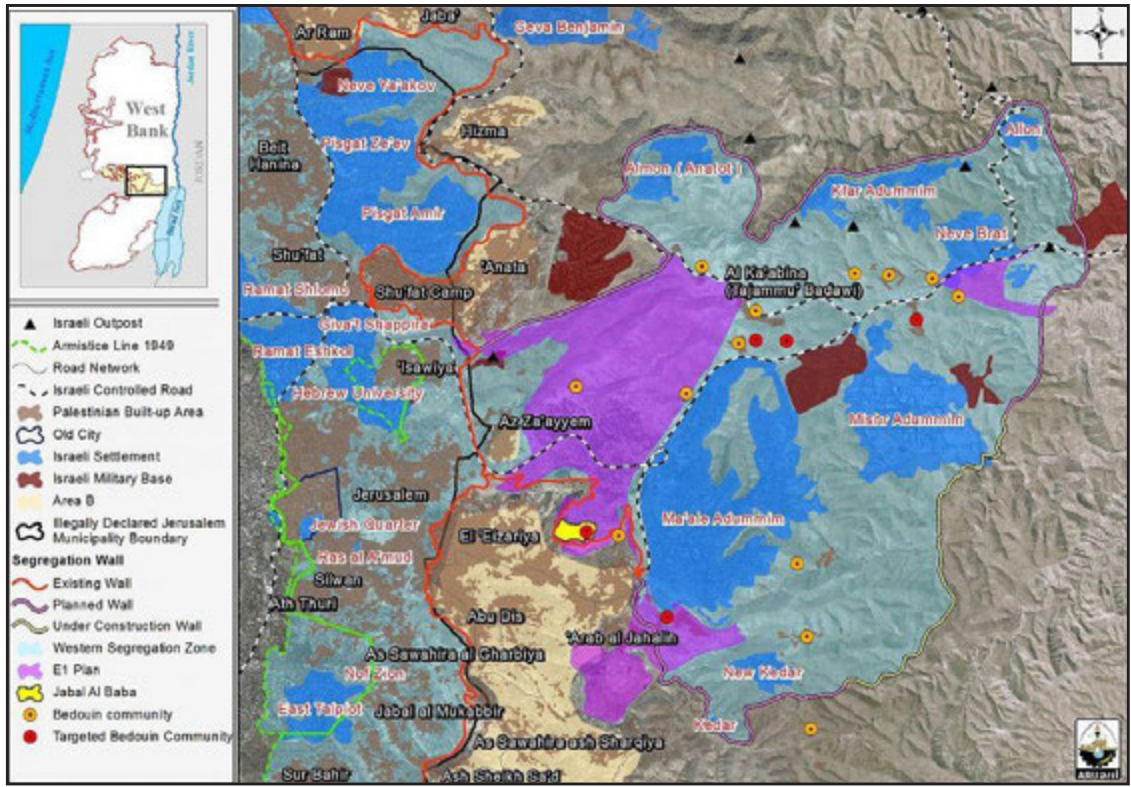 Mediterranean Sea
Jordan River
West
Bank
JORDAN
Dead Sea
Israeli Outpost
Armistice Line 1949
Road Network
Israeli Controlled Road
Palestinian Built-up Area
Old City
Israeli Settlement
Israeli Military Base
Area B
Illegally Declared Jerusalem
Municipality Boundary
Segregation Wall
Existing Wall
Planned Wall
Under Construction Wall
Western Segregation Zone
E1 Plan
Jabal Al Baba
Bedouin community
Targeted Bedouin Community
Jaba'
Ar Ram
Geva Benjamin
Neve Ya'akov
Hizma
Allon
Pisgat Ze'ev
Beit
Hanina
Almon ( Anatot )
Kfar Adummim
Pisgat Amir
Neve Brat
Shu'fat
'Anata
Al Ka'abina
(Tajammu' Badawi)
Ramat Shlomo
Shu'fat Camp
Giva't Shappira
Ramat Eshkol
'Isawiya
Hebrew University
Az Za'ayyem
Mishr Adummim
Jerusalem
Jewish Quarter
El 'Eizariya
Ma'ale Adummim
Ras al A'mud
Silwan
Ath Thuri
Abu Dis
'Arab al Jahalin
As Sawahira al Gharbiya
Nof Zion
New Kedar
East Talpiot
Jabal al Mukabbir
Kedar
As Sawahira ash Sharqiya
Sur Bahir
Ash Sheikh Sa'd